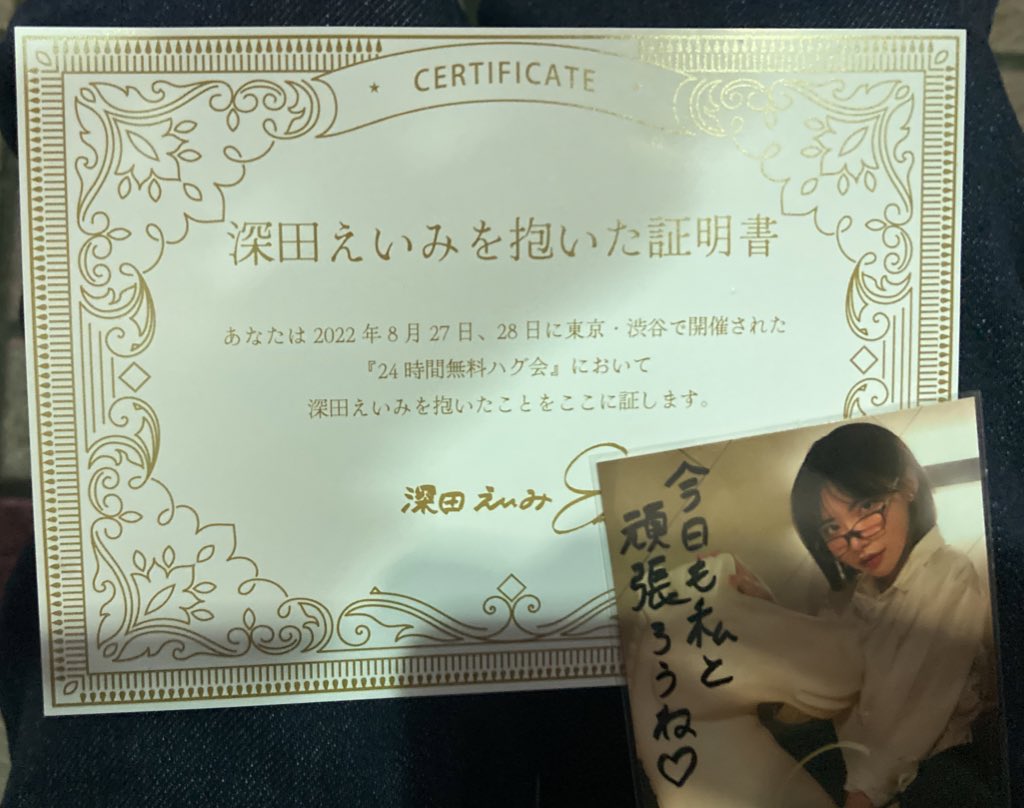 CERTIFICATE
深田えいみを抱いた証明書
あなたは 2022 年 8 月 27 日、28 日に東京・渋谷で開催された
『24 時間無料ハグ会』において
深田えいみを抱いたことをここに証します。
深田えいみ
今日も私と
頑張ろうね♡